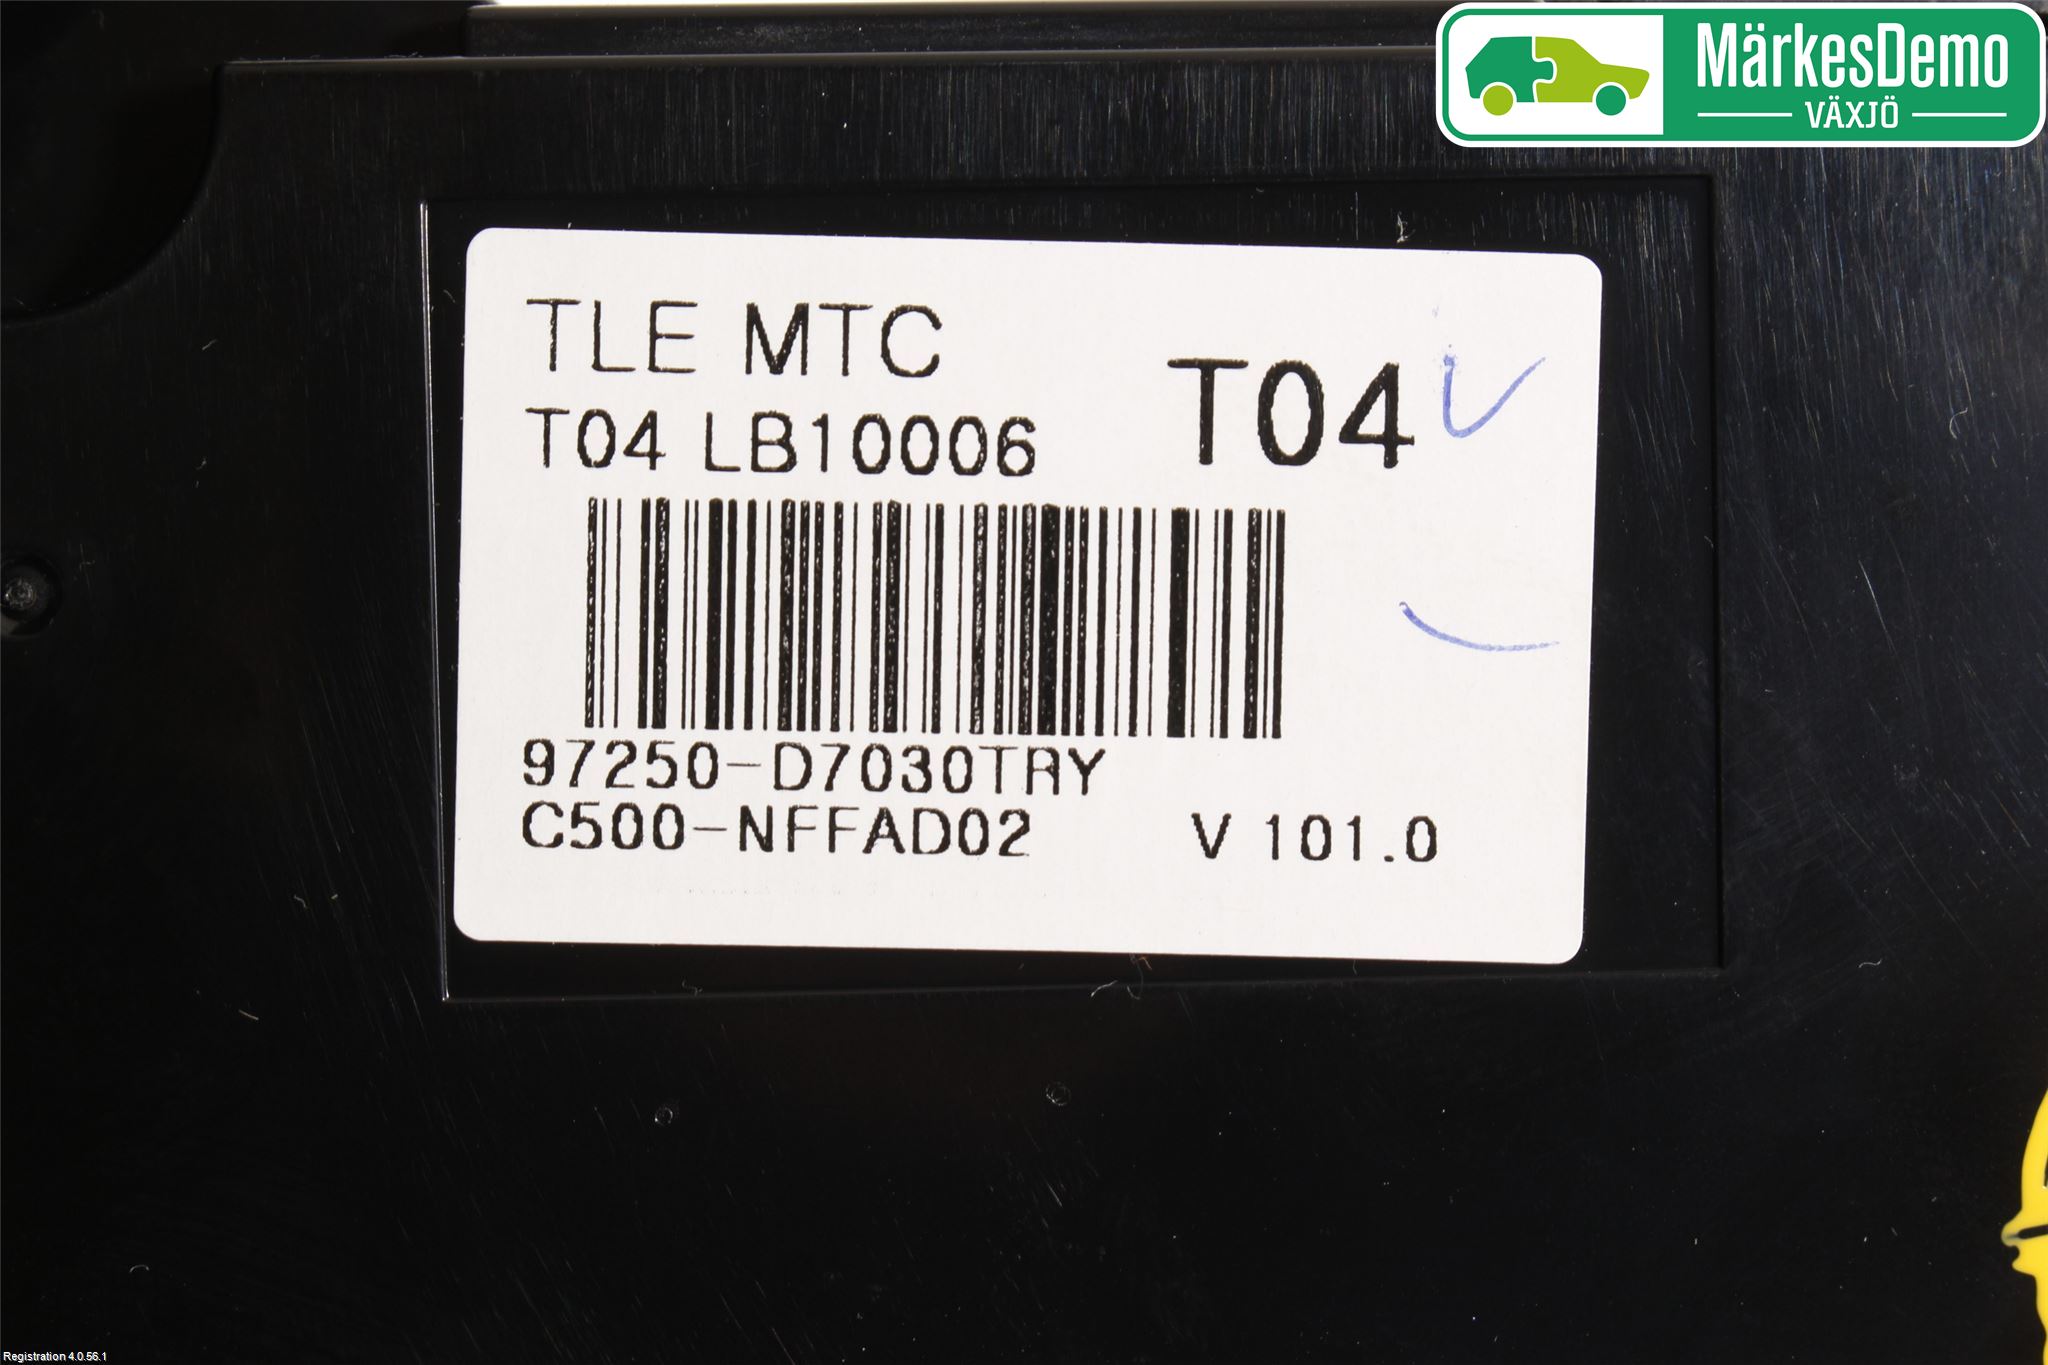 MärkesDemo
VÄXJÖ
TLE MTC
T04 LB10006
T04
97250-D7030TRY
C500-NFFAD02
V 101.0
Registration 4.0.56.1